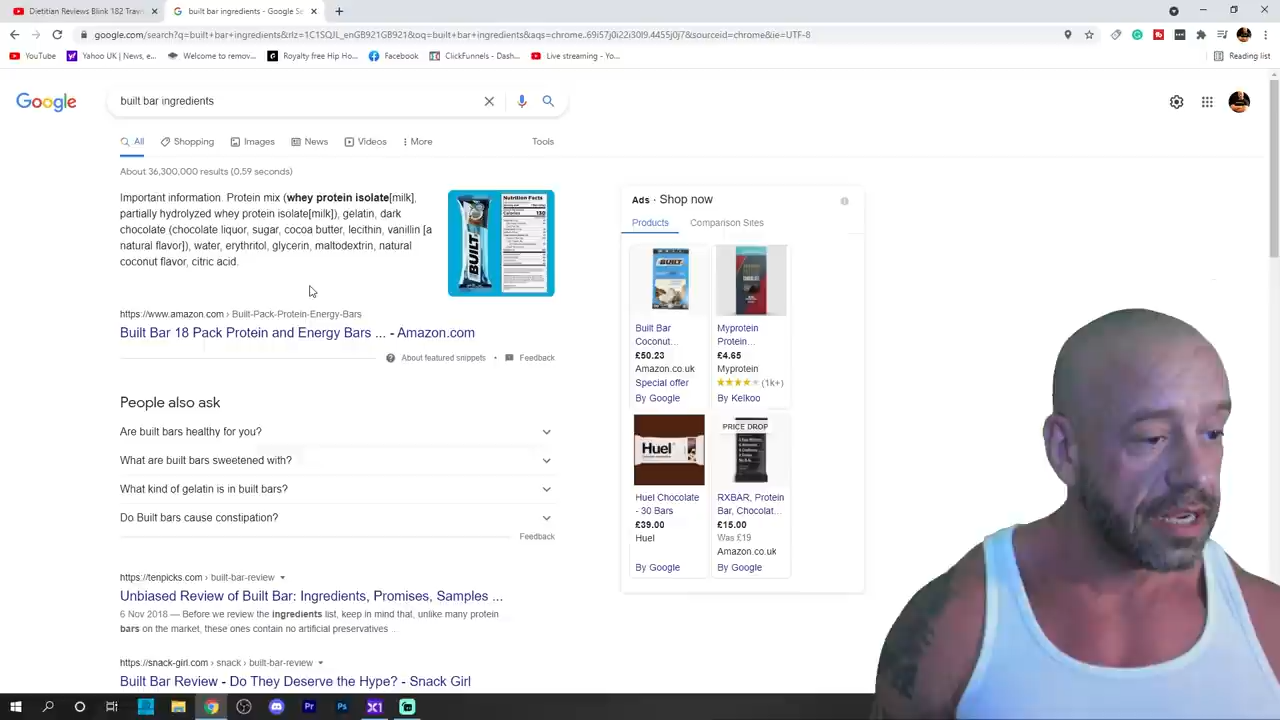 Dietitian Reviews Blink 182 Trav
built bar ingredients - Google Se
google.com/search?q=built+bar+ingredients&rlz=1C1SQJL_enGB921GB921&oq=built+bar+ingredients&aqs=chrome..69i57j0i22i30l9.4455j0j7&sourceid=chrome&ie=UTF-8
YouTube
Yahoo UK | News, e...
Welcome to romp...
Royalty free Hip Ho...
Facebook
ClickFunnels - Dash...
Live streaming - Yo...
Reading list
Google
built bar ingredients
All
Shopping
Images
News
Videos
More
Tools
About 36,300,000 results (0.59 seconds)
Important information. Protein mix (whey protein isolate[milk],
partially hydrolyzed whey protein isolate[milk]), gelatin, dark
chocolate (chocolate liquor, sugar, cocoa butter, lecithin, vanillin [a
natural flavor]), water, erythritol, glycerin, maltodextrin, natural
coconut flavor, citric acid.
BUILT
Nutrition Facts
Calories 130
https://www.amazon.com › Built-Pack-Protein-Energy-Bars
Built Bar 18 Pack Protein and Energy Bars ... - Amazon.com
About featured snippets
Feedback
People also ask
Are built bars healthy for you?
What are built bars sweetened with?
What kind of gelatin is in built bars?
Do Built bars cause constipation?
Feedback
https://tenpicks.com › built-bar-review
Unbiased Review of Built Bar: Ingredients, Promises, Samples ...
6 Nov 2018 — Before we review the ingredients list, keep in mind that, unlike many protein
bars on the market, these ones contain no artificial preservatives ...
https://snack-girl.com › snack › built-bar-review
Built Bar Review - Do They Deserve the Hype? - Snack Girl
Ads · Shop now
Products
Comparison Sites
BUILT
Built Bar
Coconut...
£50.23
Amazon.co.uk
Special offer
By Google
Myprotein
Protein...
£4.65
Myprotein
(1k+)
By Kelkoo
Huel
Huel Chocolate
- 30 Bars
£39.00
Huel
By Google
PRICE DROP
RXBAR, Protein
Bar, Chocolat...
£15.00
Was £19
Amazon.co.uk
By Google